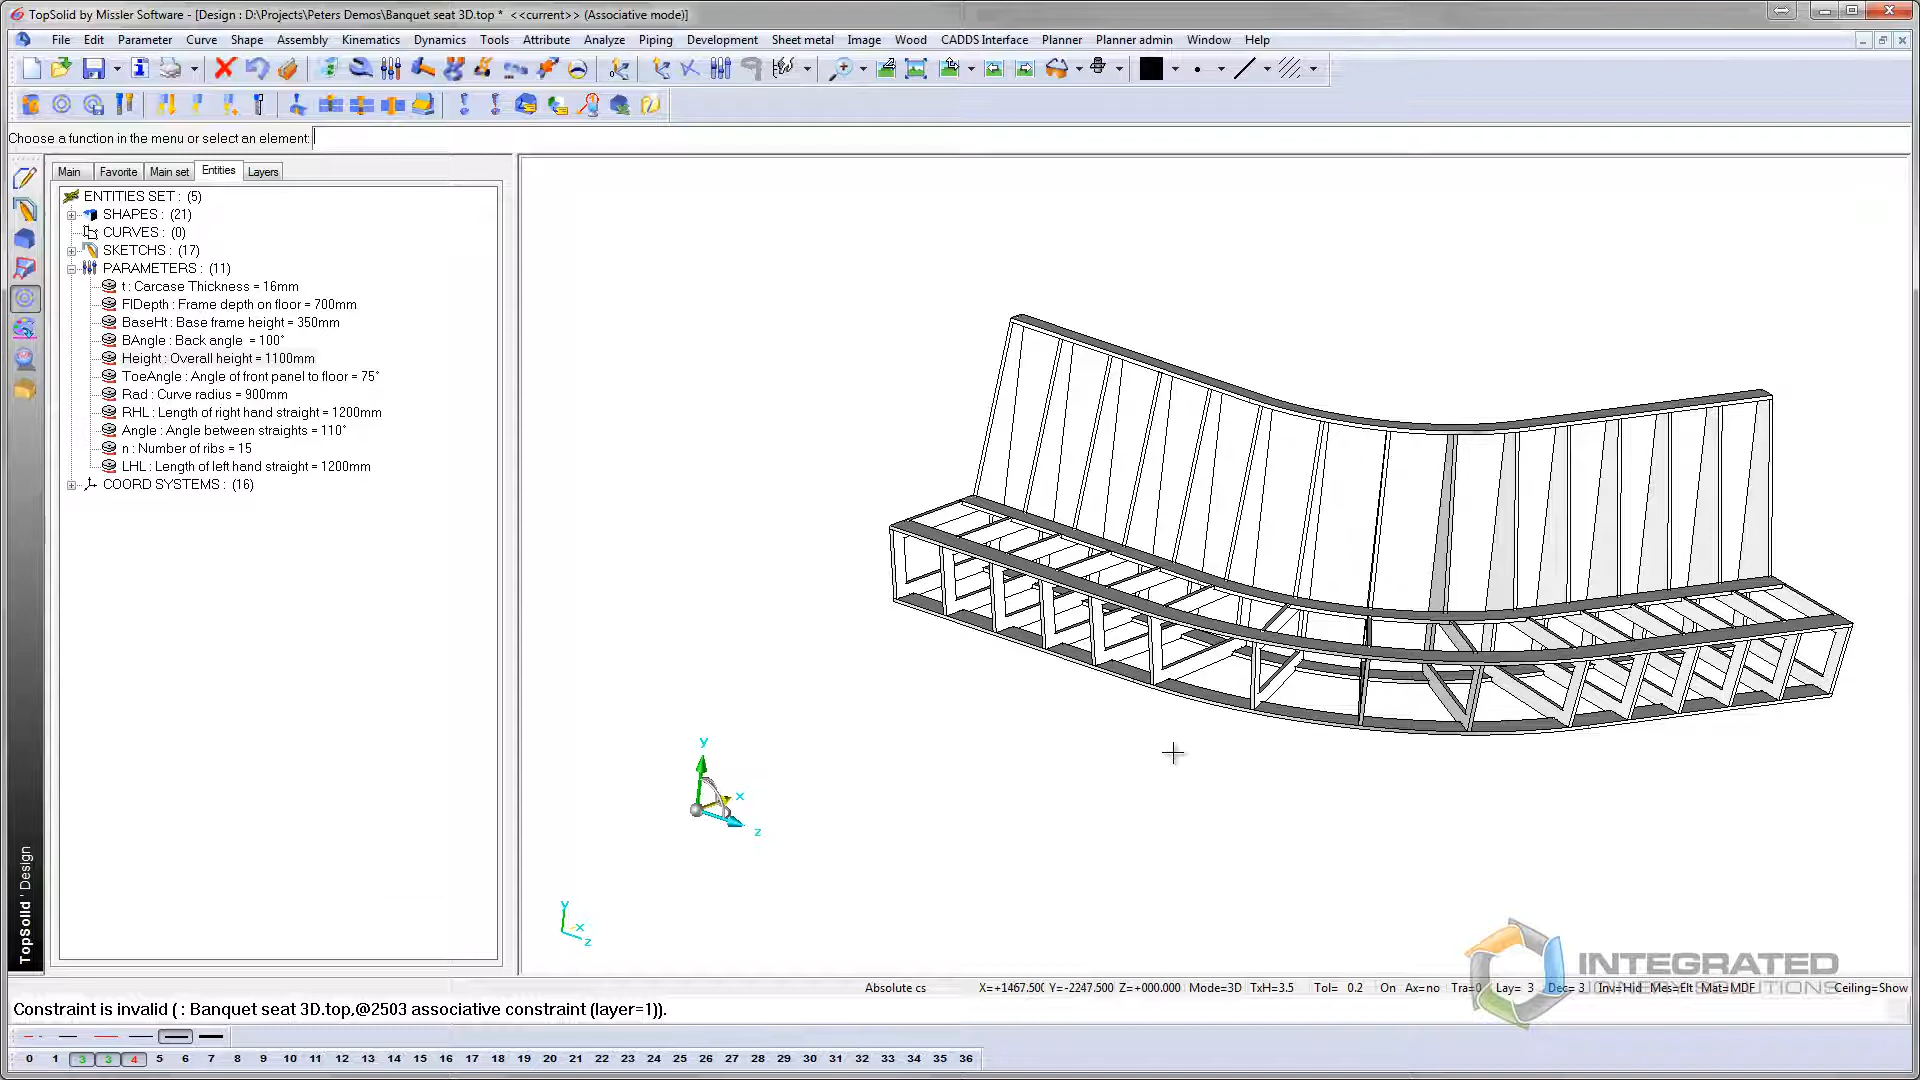 TopSolid by Missler Software - [Design : D:\Projects\Peters Demos\Banquet seat 3D.top * <<current>> (Associative mode)]
File Edit Parameter Curve Shape Assembly Kinematics Dynamics Tools Attribute Analyze Piping Development Sheet metal Image Wood CADDS Interface Planner Planner admin Window Help
Choose a function in the menu or select an element:
Main Favorite Main set Entities Layers
ENTITIES SET : (5)
SHAPES : (21)
CURVES : (0)
SKETCHS : (17)
PARAMETERS : (11)
t : Carcase Thickness = 16mm
FlDepth : Frame depth on floor = 700mm
BaseHt : Base frame height = 350mm
BAngle : Back angle = 100°
Height : Overall height = 1100mm
ToeAngle : Angle of front panel to floor = 75°
Rad : Curve radius = 900mm
RHL : Length of right hand straight = 1200mm
Angle : Angle between straights = 110°
n : Number of ribs = 15
LHL : Length of left hand straight = 1200mm
COORD SYSTEMS : (16)
y
x
z
y
x
z
TopSolid ' Design
INTEGRATED
JOINERY SOLUTIONS
Absolute cs X=+1467.500 Y=-2247.500 Z=+000.000 Mode=3D TxH=3.5 Tol= 0.2 On Ax=no Tra=0 Lay= 3 Dec= 3 Inv=Hid Mes=Elt Mat=MDF Ceiling=Show
Constraint is invalid ( : Banquet seat 3D.top,@2503 associative constraint (layer=1)).
0 1 2 3 4 5 6 7 8 9 10 11 12 13 14 15 16 17 18 19 20 21 22 23 24 25 26 27 28 29 30 31 32 33 34 35 36